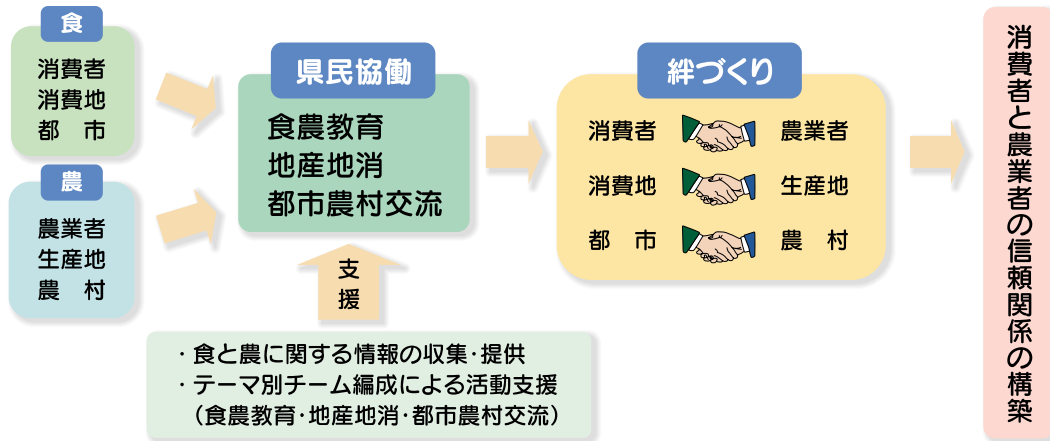 食
消費者
消費地
都　市
農
農業者
生産地
農　村
県民協働
食農教育
地産地消
都市農村交流
支
援
・食と農に関する情報の収集・提供
・テーマ別チーム編成による活動支援
（食農教育・地産地消・都市農村交流）
絆づくり
消費者　農業者
消費地　生産地
都　市　農　村
消費者と農業者の信頼関係の構築